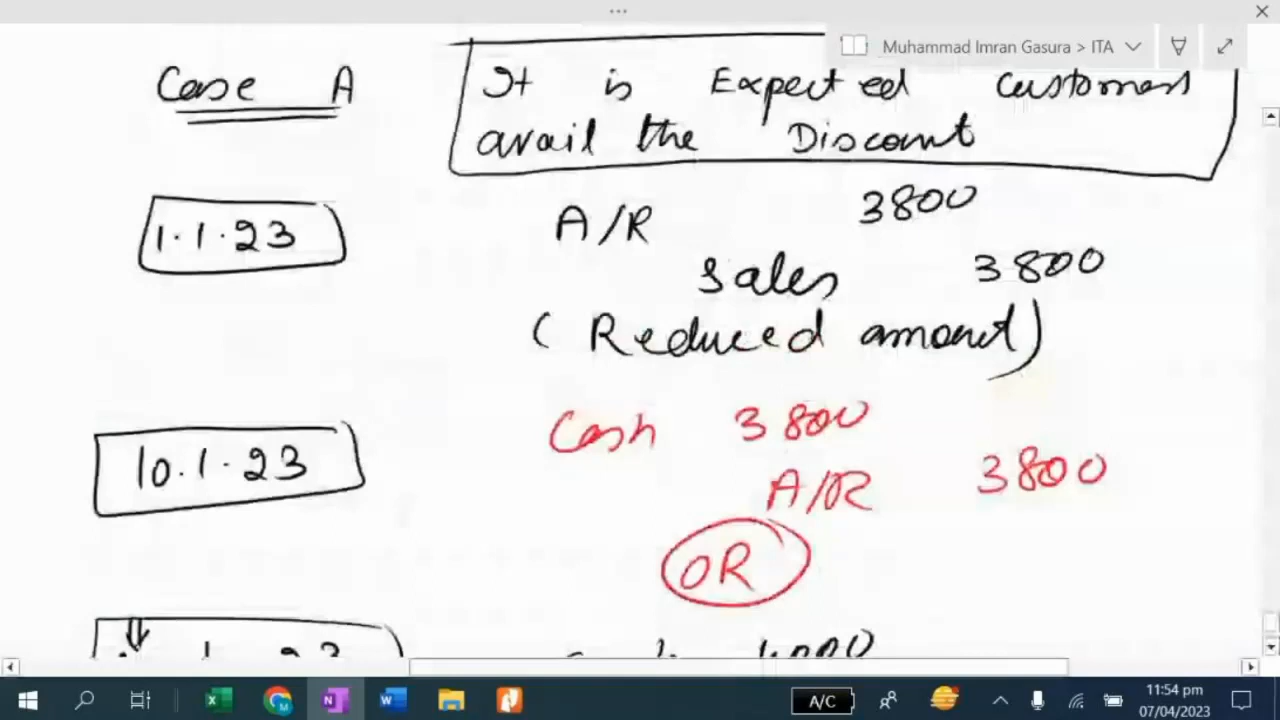 Muhammad Imran Gasura > ITA
Case A
It is Expected customers
avail the Discount
1.1.23
A/R 3800
Sales 3800
(Reduced amount)
10.1.23
Cash 3800
A/R 3800
OR
A/C
11:54 pm
07/04/2023